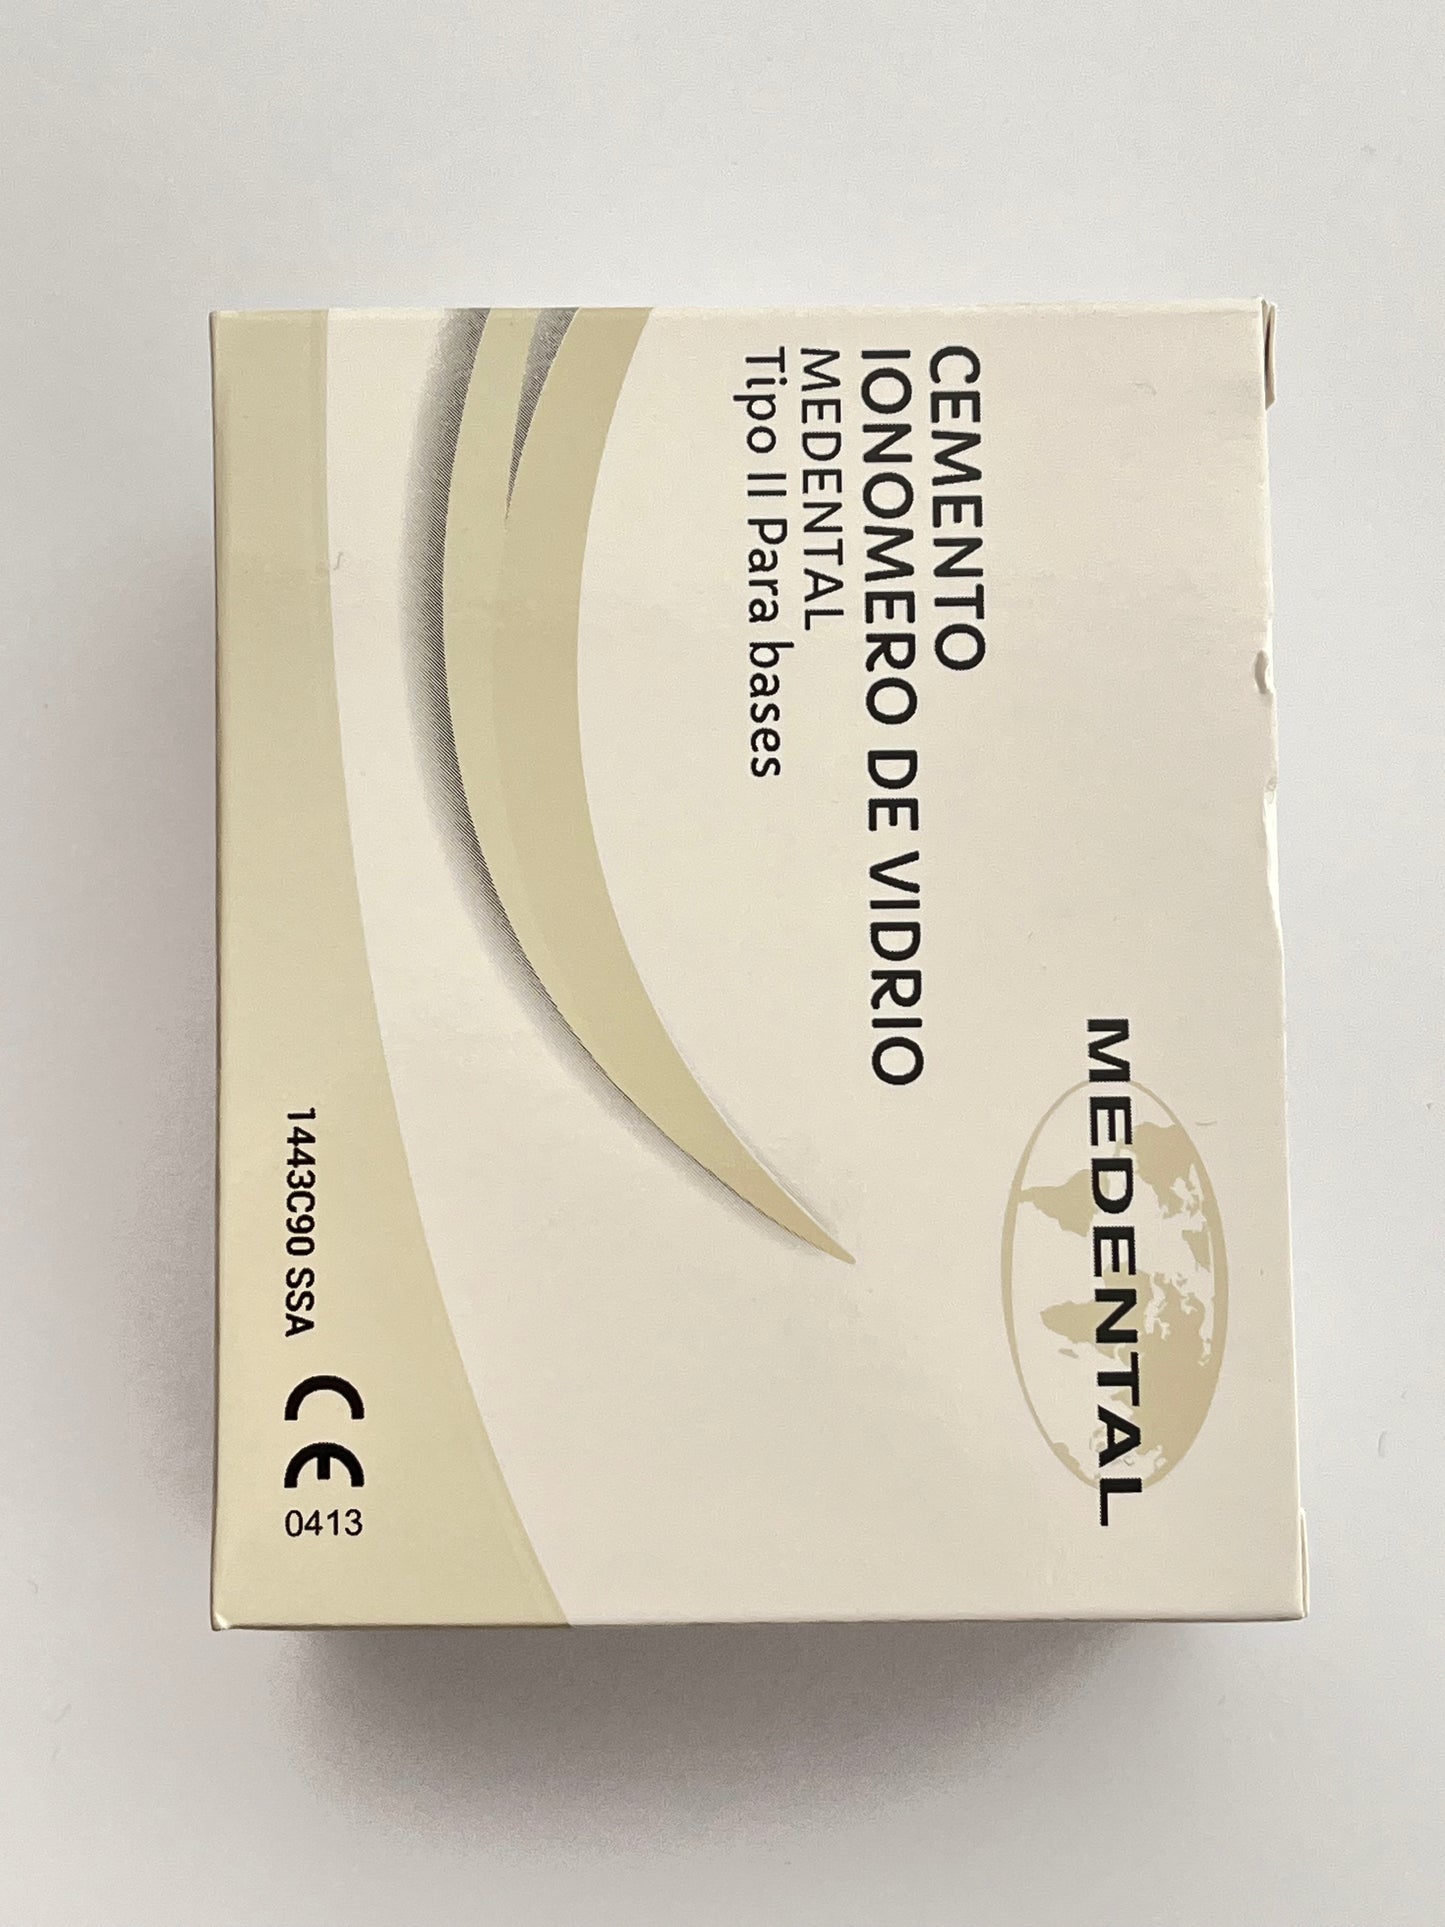 MEDENTAL
CEMENTO
IONOMERO DE VIDRIO
MEDENTAL
Tipo II Para bases
1443C90 SSA
CE
0413